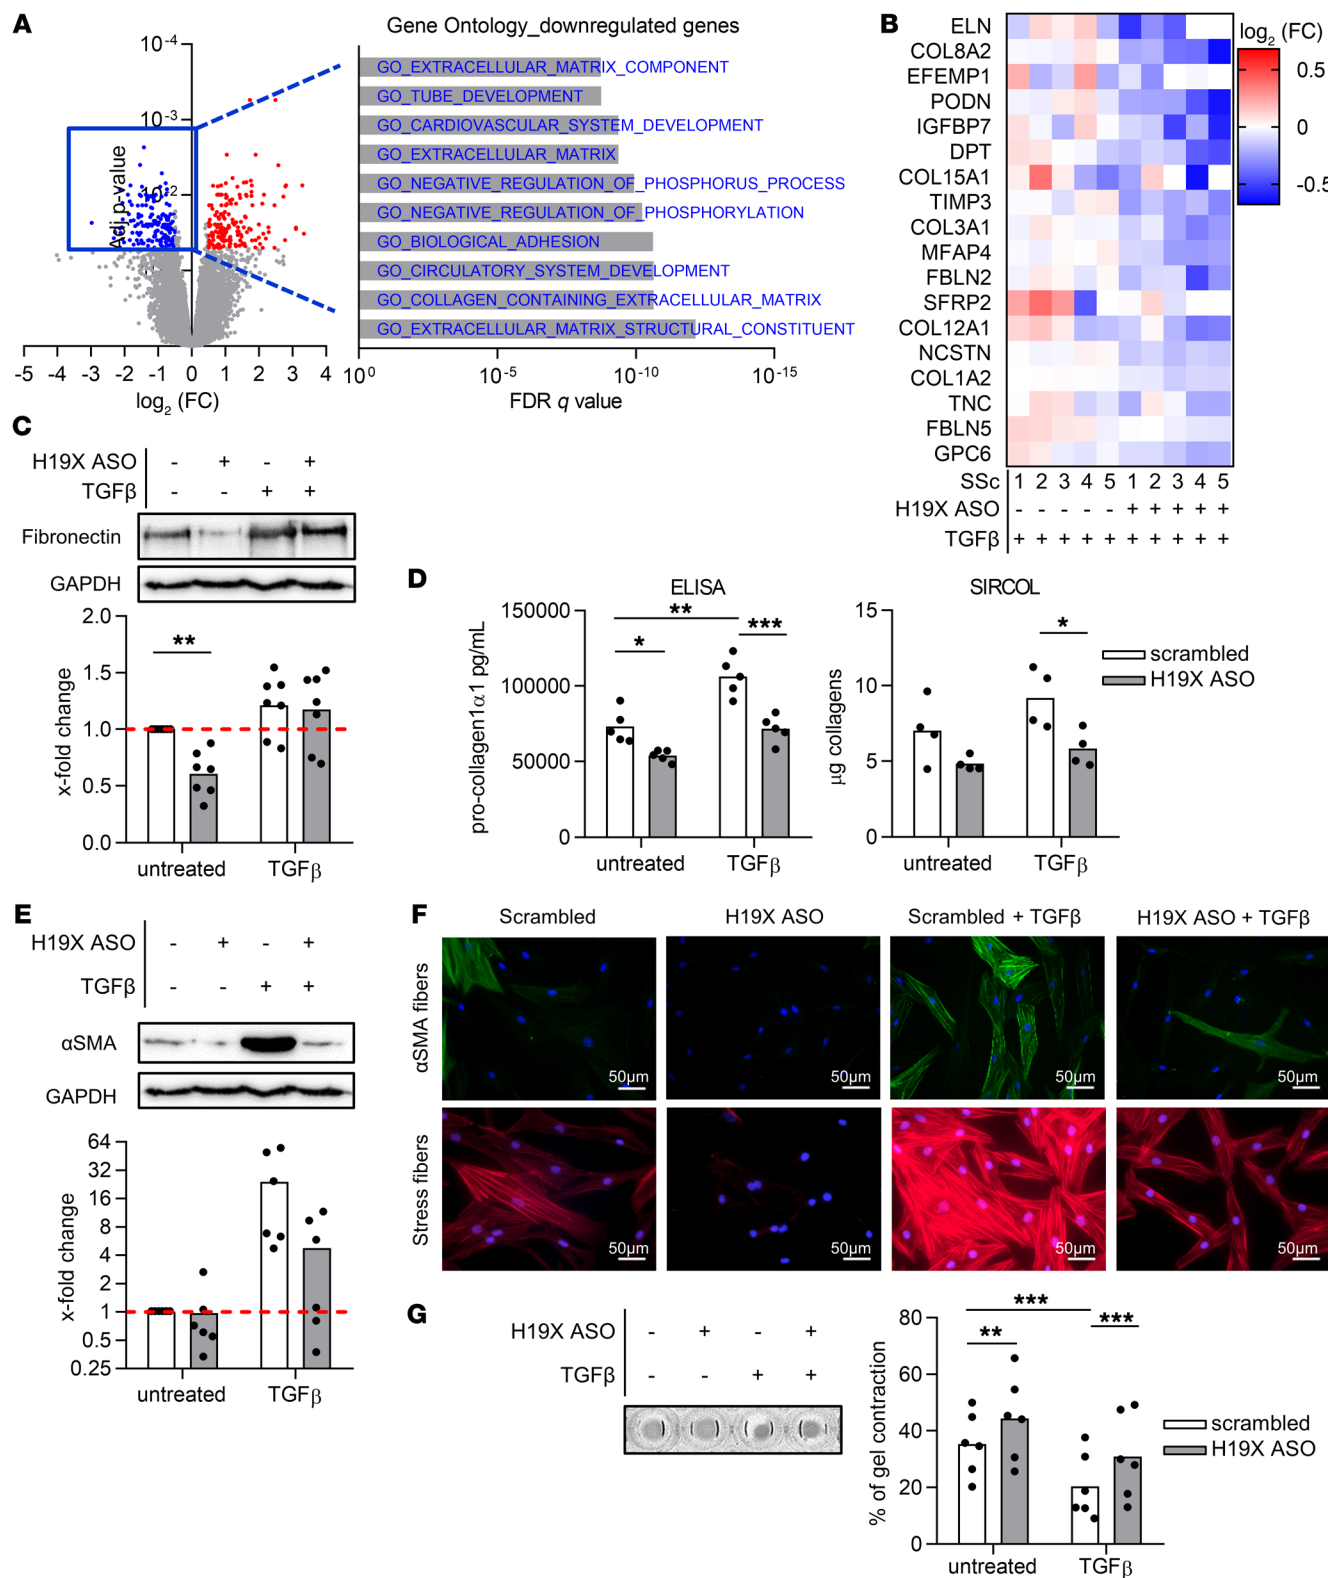 A
Gene Ontology_downregulated genes
10-4
10-3
10-2
10-1
Adj p-value
-5 -4 -3 -2 -1 0 1 2 3 4
log2 (FC)
GO_EXTRACELLULAR_MATRIX_COMPONENT
GO_TUBE_DEVELOPMENT
GO_CARDIOVASCULAR_SYSTEM_DEVELOPMENT
GO_EXTRACELLULAR_MATRIX
GO_NEGATIVE_REGULATION_OF_PHOSPHORUS_PROCESS
GO_NEGATIVE_REGULATION_OF_PHOSPHORYLATION
GO_BIOLOGICAL_ADHESION
GO_CIRCULATORY_SYSTEM_DEVELOPMENT
GO_COLLAGEN_CONTAINING_EXTRACELLULAR_MATRIX
GO_EXTRACELLULAR_MATRIX_STRUCTURAL_CONSTITUENT
100 10-5 10-10 10-15
FDR q value
B
ELN
COL8A2
EFEMP1
PODN
IGFBP7
DPT
COL15A1
TIMP3
COL3A1
MFAP4
FBLN2
SFRP2
COL12A1
NCSTN
COL1A2
TNC
FBLN5
GPC6
SSc 1 2 3 4 5 1 2 3 4 5
H19X ASO - - - - - + + + + +
TGFβ + + + + + + + + + +
log2 (FC)
0.5
0
-0.5
C
H19X ASO - + - +
TGFβ - - + +
Fibronectin
GAPDH
2.0
1.5
1.0
0.5
0.0
x-fold change
**
untreated TGFβ
D
ELISA
150000
100000
50000
0
pro-collagen1α1 pg/mL
**
*
***
untreated TGFβ
SIRCOL
15
10
5
0
µg collagens
*
untreated TGFβ
scrambled
H19X ASO
E
H19X ASO - + - +
TGFβ - - + +
αSMA
GAPDH
64
32
16
8
4
2
1
0.5
0.25
x-fold change
untreated TGFβ
F
Scrambled H19X ASO Scrambled + TGFβ H19X ASO + TGFβ
αSMA fibers
50µm 50µm 50µm 50µm
Stress fibers
50µm 50µm 50µm 50µm
G
H19X ASO - + - +
TGFβ - - + +
80
60
40
20
0
% of gel contraction
***
**
***
untreated TGFβ
scrambled
H19X ASO